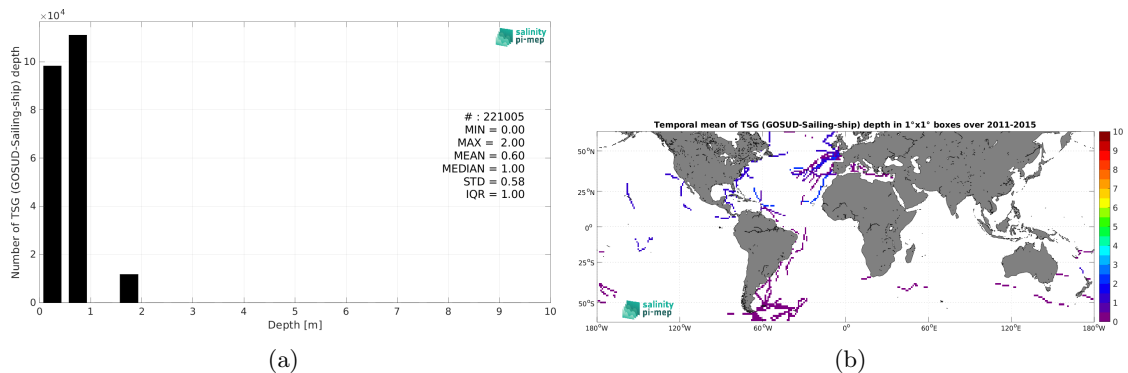 ×10⁴
10
8
6
4
2
0
Number of TSG (GOSUD-Sailing-ship) depth
0 1 2 3 4 5 6 7 8 9 10
Depth [m]
salinity
pi-mep
# : 221005
MIN = 0.00
MAX = 2.00
MEAN = 0.60
MEDIAN = 1.00
STD = 0.58
IQR = 1.00
(a)
Temporal mean of TSG (GOSUD-Sailing-ship) depth in 1°x1° boxes over 2011-2015
50°N
25°N
0°
25°S
50°S
180°W 120°W 60°W 0° 60°E 120°E 180°W
salinity
pi-mep
10
9
8
7
6
5
4
3
2
1
0
(b)